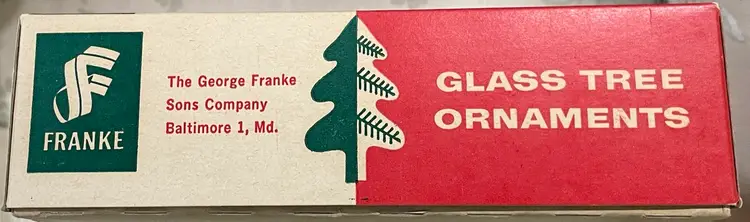 F
FRANKE
The George Franke
Sons Company
Baltimore 1, Md.
GLASS TREE
ORNAMENTS